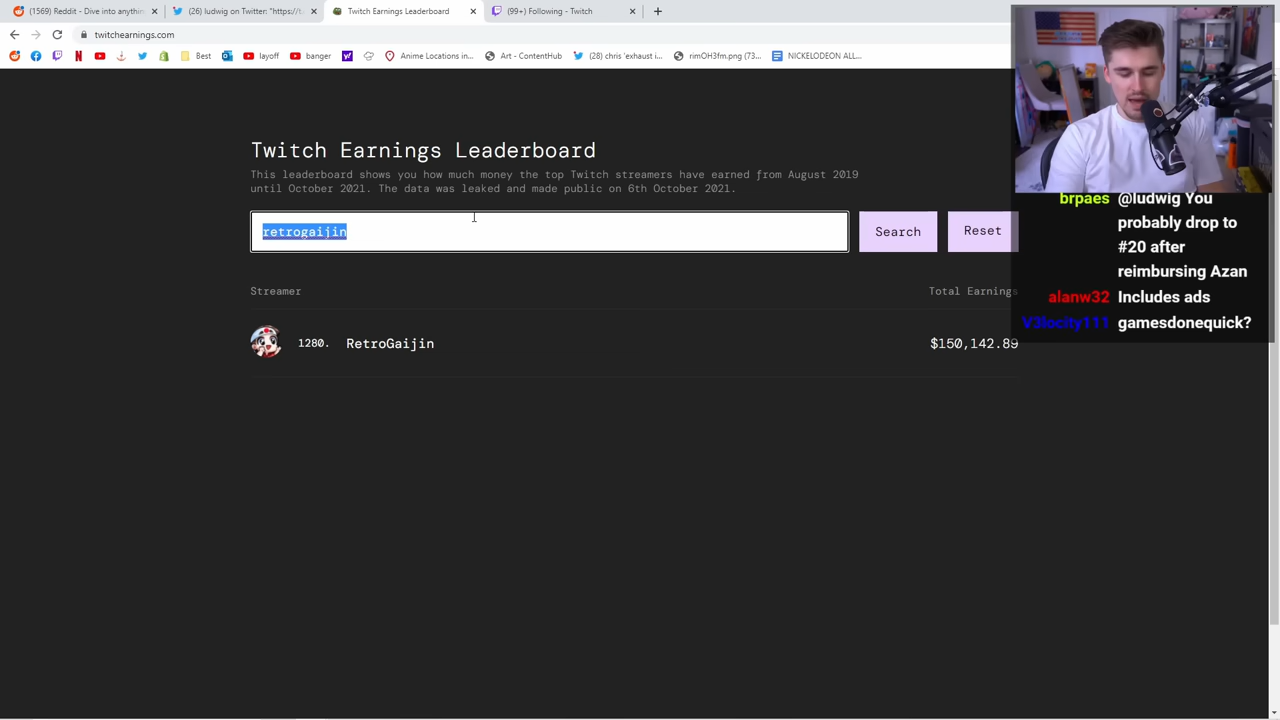 (1569) Reddit - Dive into anythin
(26) ludwig on Twitter: "https://t.
Twitch Earnings Leaderboard
(99+) Following - Twitch
twitchearnings.com
Best
layoff
banger
Anime Locations in...
Art - ContentHub
(28) chris 'exhaust i...
rimOH3fm.png (73...
NICKELODEON ALL...
Twitch Earnings Leaderboard
This leaderboard shows you how much money the top Twitch streamers have earned from August 2019
until October 2021. The data was leaked and made public on 6th October 2021.
retrogaijin
Search
Reset
Streamer
Total Earnings
1280. RetroGaijin
$150,142.89
brpaes @ludwig You
probably drop to
#20 after
reimbursing Azan
alanw32 Includes ads
V3locity111 gamesdonequick?